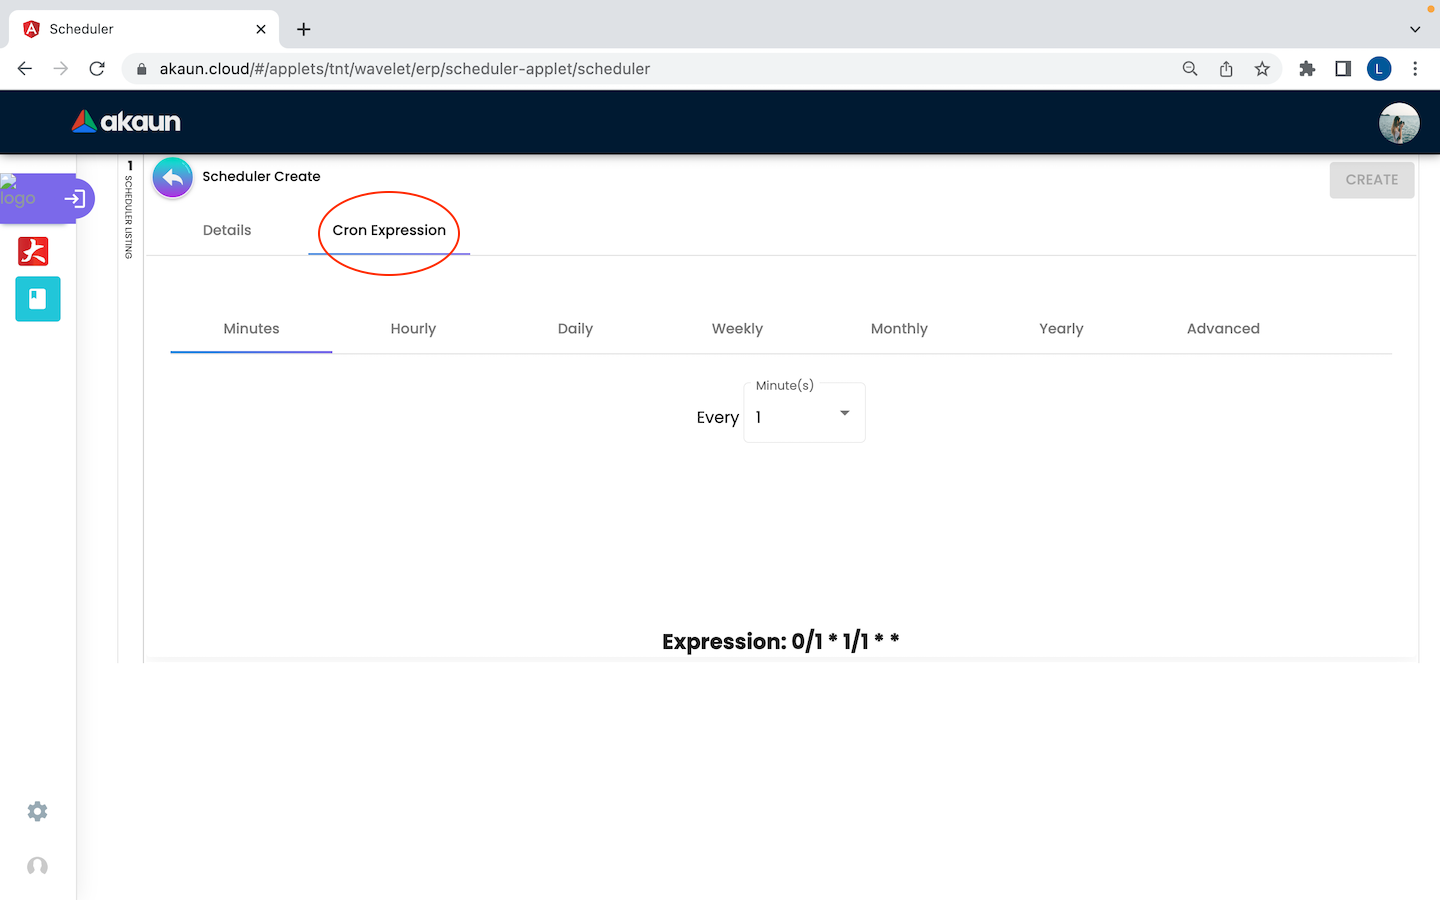 Scheduler
akaun.cloud/#/applets/tnt/wavelet/erp/scheduler-applet/scheduler
L
akaun
1
SCHEDULER LISTING
Scheduler Create
CREATE
logo
Details
Cron Expression
Minutes
Hourly
Daily
Weekly
Monthly
Yearly
Advanced
Minute(s)
Every
1
Expression: 0/1 * 1/1 * *